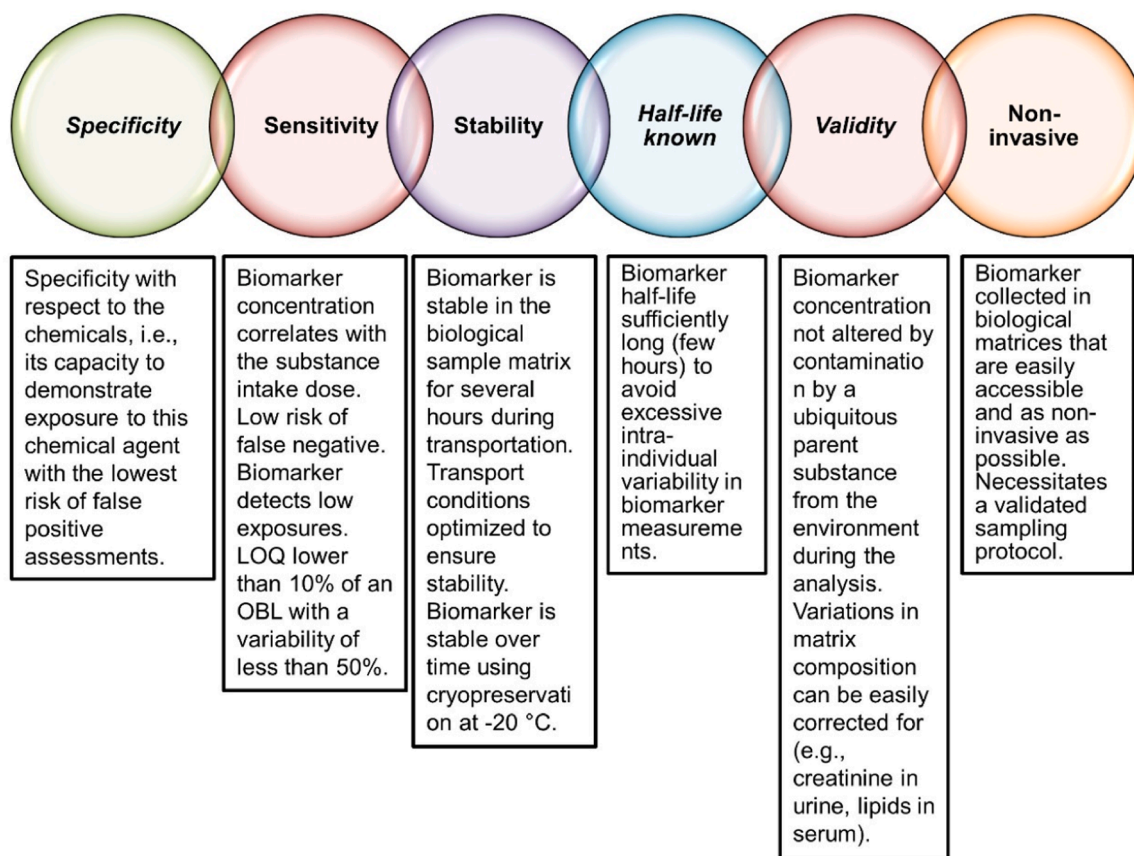 Specificity
Sensitivity
Stability
Half-life
known
Validity
Non-
invasive
Specificity with
respect to the
chemicals, i.e.,
its capacity to
demonstrate
exposure to this
chemical agent
with the lowest
risk of false
positive
assessments.
Biomarker
concentration
correlates with
the substance
intake dose.
Low risk of
false negative.
Biomarker
detects low
exposures.
LOQ lower
than 10% of an
OBL with a
variability of
less than 50%.
Biomarker is
stable in the
biological
sample matrix
for several
hours during
transportation.
Transport
conditions
optimized to
ensure
stability.
Biomarker is
stable over
time using
cryopreservati
on at -20 °C.
Biomarker
half-life
sufficiently
long (few
hours) to
avoid
excessive
intra-
individual
variability in
biomarker
measureme
nts.
Biomarker
concentration
not altered by
contaminatio
n by a
ubiquitous
parent
substance
from the
environment
during the
analysis.
Variations in
matrix
composition
can be easily
corrected for
(e.g.,
creatinine in
urine, lipids in
serum).
Biomarker
collected in
biological
matrices that
are easily
accessible
and as non-
invasive as
possible.
Necessitates
a validated
sampling
protocol.